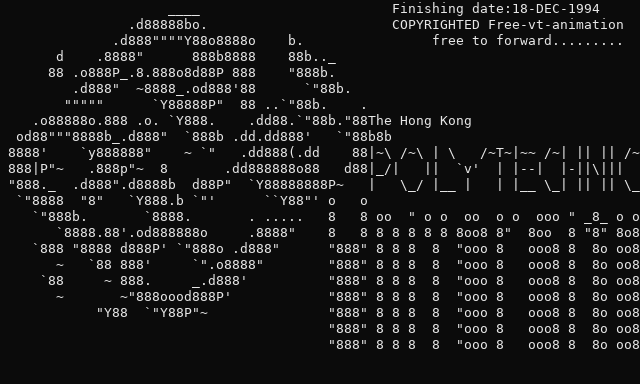 Finishing date:18-DEC-1994
COPYRIGHTED Free-vt-animation
free to forward.........
The Hong Kong